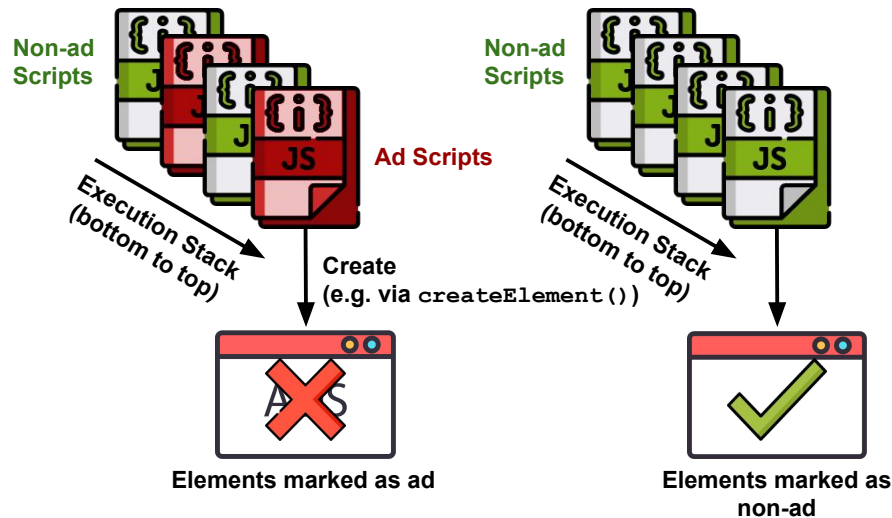 Non-ad
Scripts
{i}
J
{i}
JS
Ad Scripts
Execution Stack
(bottom to top)
Create
(e.g. via createElement())
Elements marked as ad
Non-ad
Scripts
{i}
JS
Execution Stack
(bottom to top)
Elements marked as
non-ad